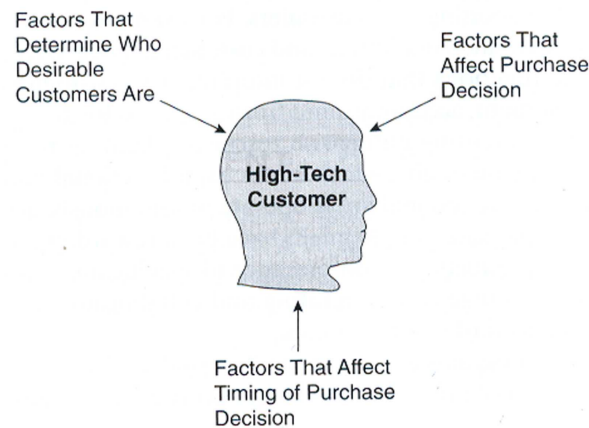 Factors That
Determine Who
Desirable
Customers Are
Factors That
Affect Purchase
Decision
High-Tech
Customer
Factors That Affect
Timing of Purchase
Decision